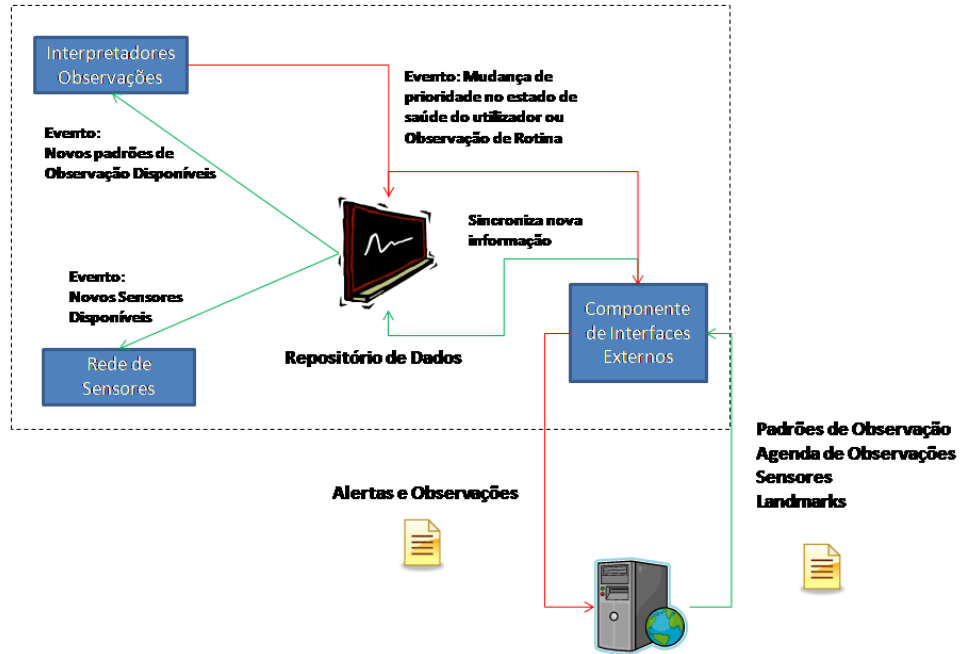 Interpretadores
Observações
Evento: Mudança de
prioridade no estado de
saúde do utilizador ou
Observação de Rotina
Evento:
Novos padrões de
Observação Disponíveis
Sincroniza nova
informação
Evento:
Novos Sensores
Disponíveis
Componente
de Interfaces
Externos
Repositório de Dados
Rede de
Sensores
Padrões de Observação
Agenda de Observações
Sensores
Landmarks
Alertas e Observações